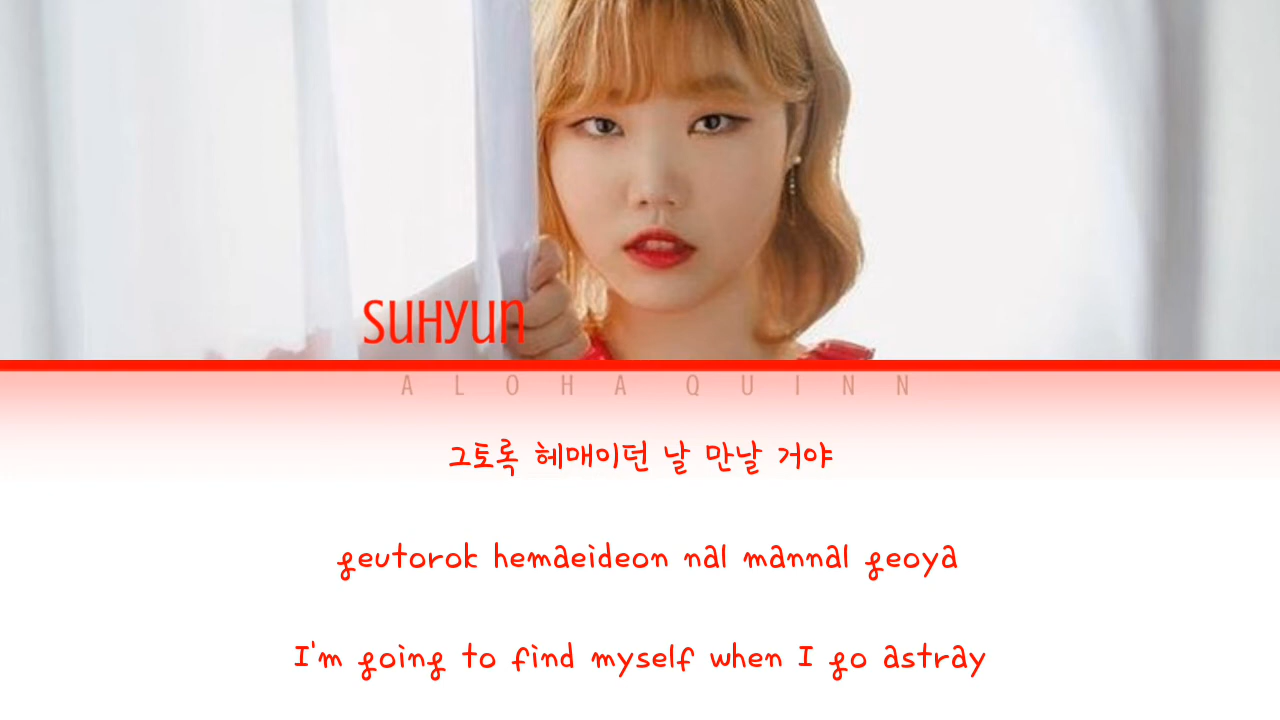 SUHYUN
ALOHA QUINN
그토록 헤매이던 날 만날 거야
geutorok hemaeideon nal mannal geoya
I'm going to find myself when I go astray